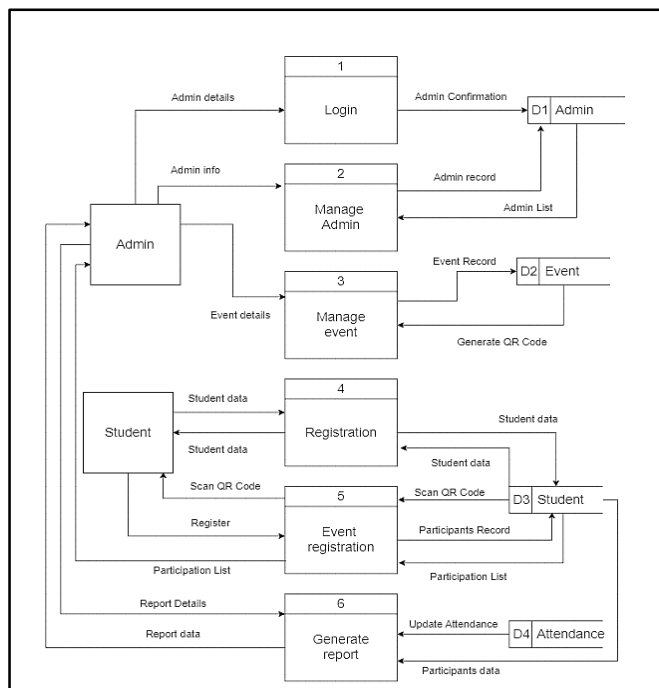 1
Admin details
Login
Admin Confirmation
D1 Admin
2
Admin info
Manage
Admin
Admin record
Admin List
Admin
3
Event details
Manage
event
Event Record
D2 Event
Generate QR Code
4
Student data
Student
Registration
Student data
Student data
Student data
Scan QR Code
5
Scan QR Code
D3 Student
Register
Event
registration
Participants Record
Participation List
Participation List
6
Report Details
Generate
report
Update Attendance
D4 Attendance
Report data
Participants data